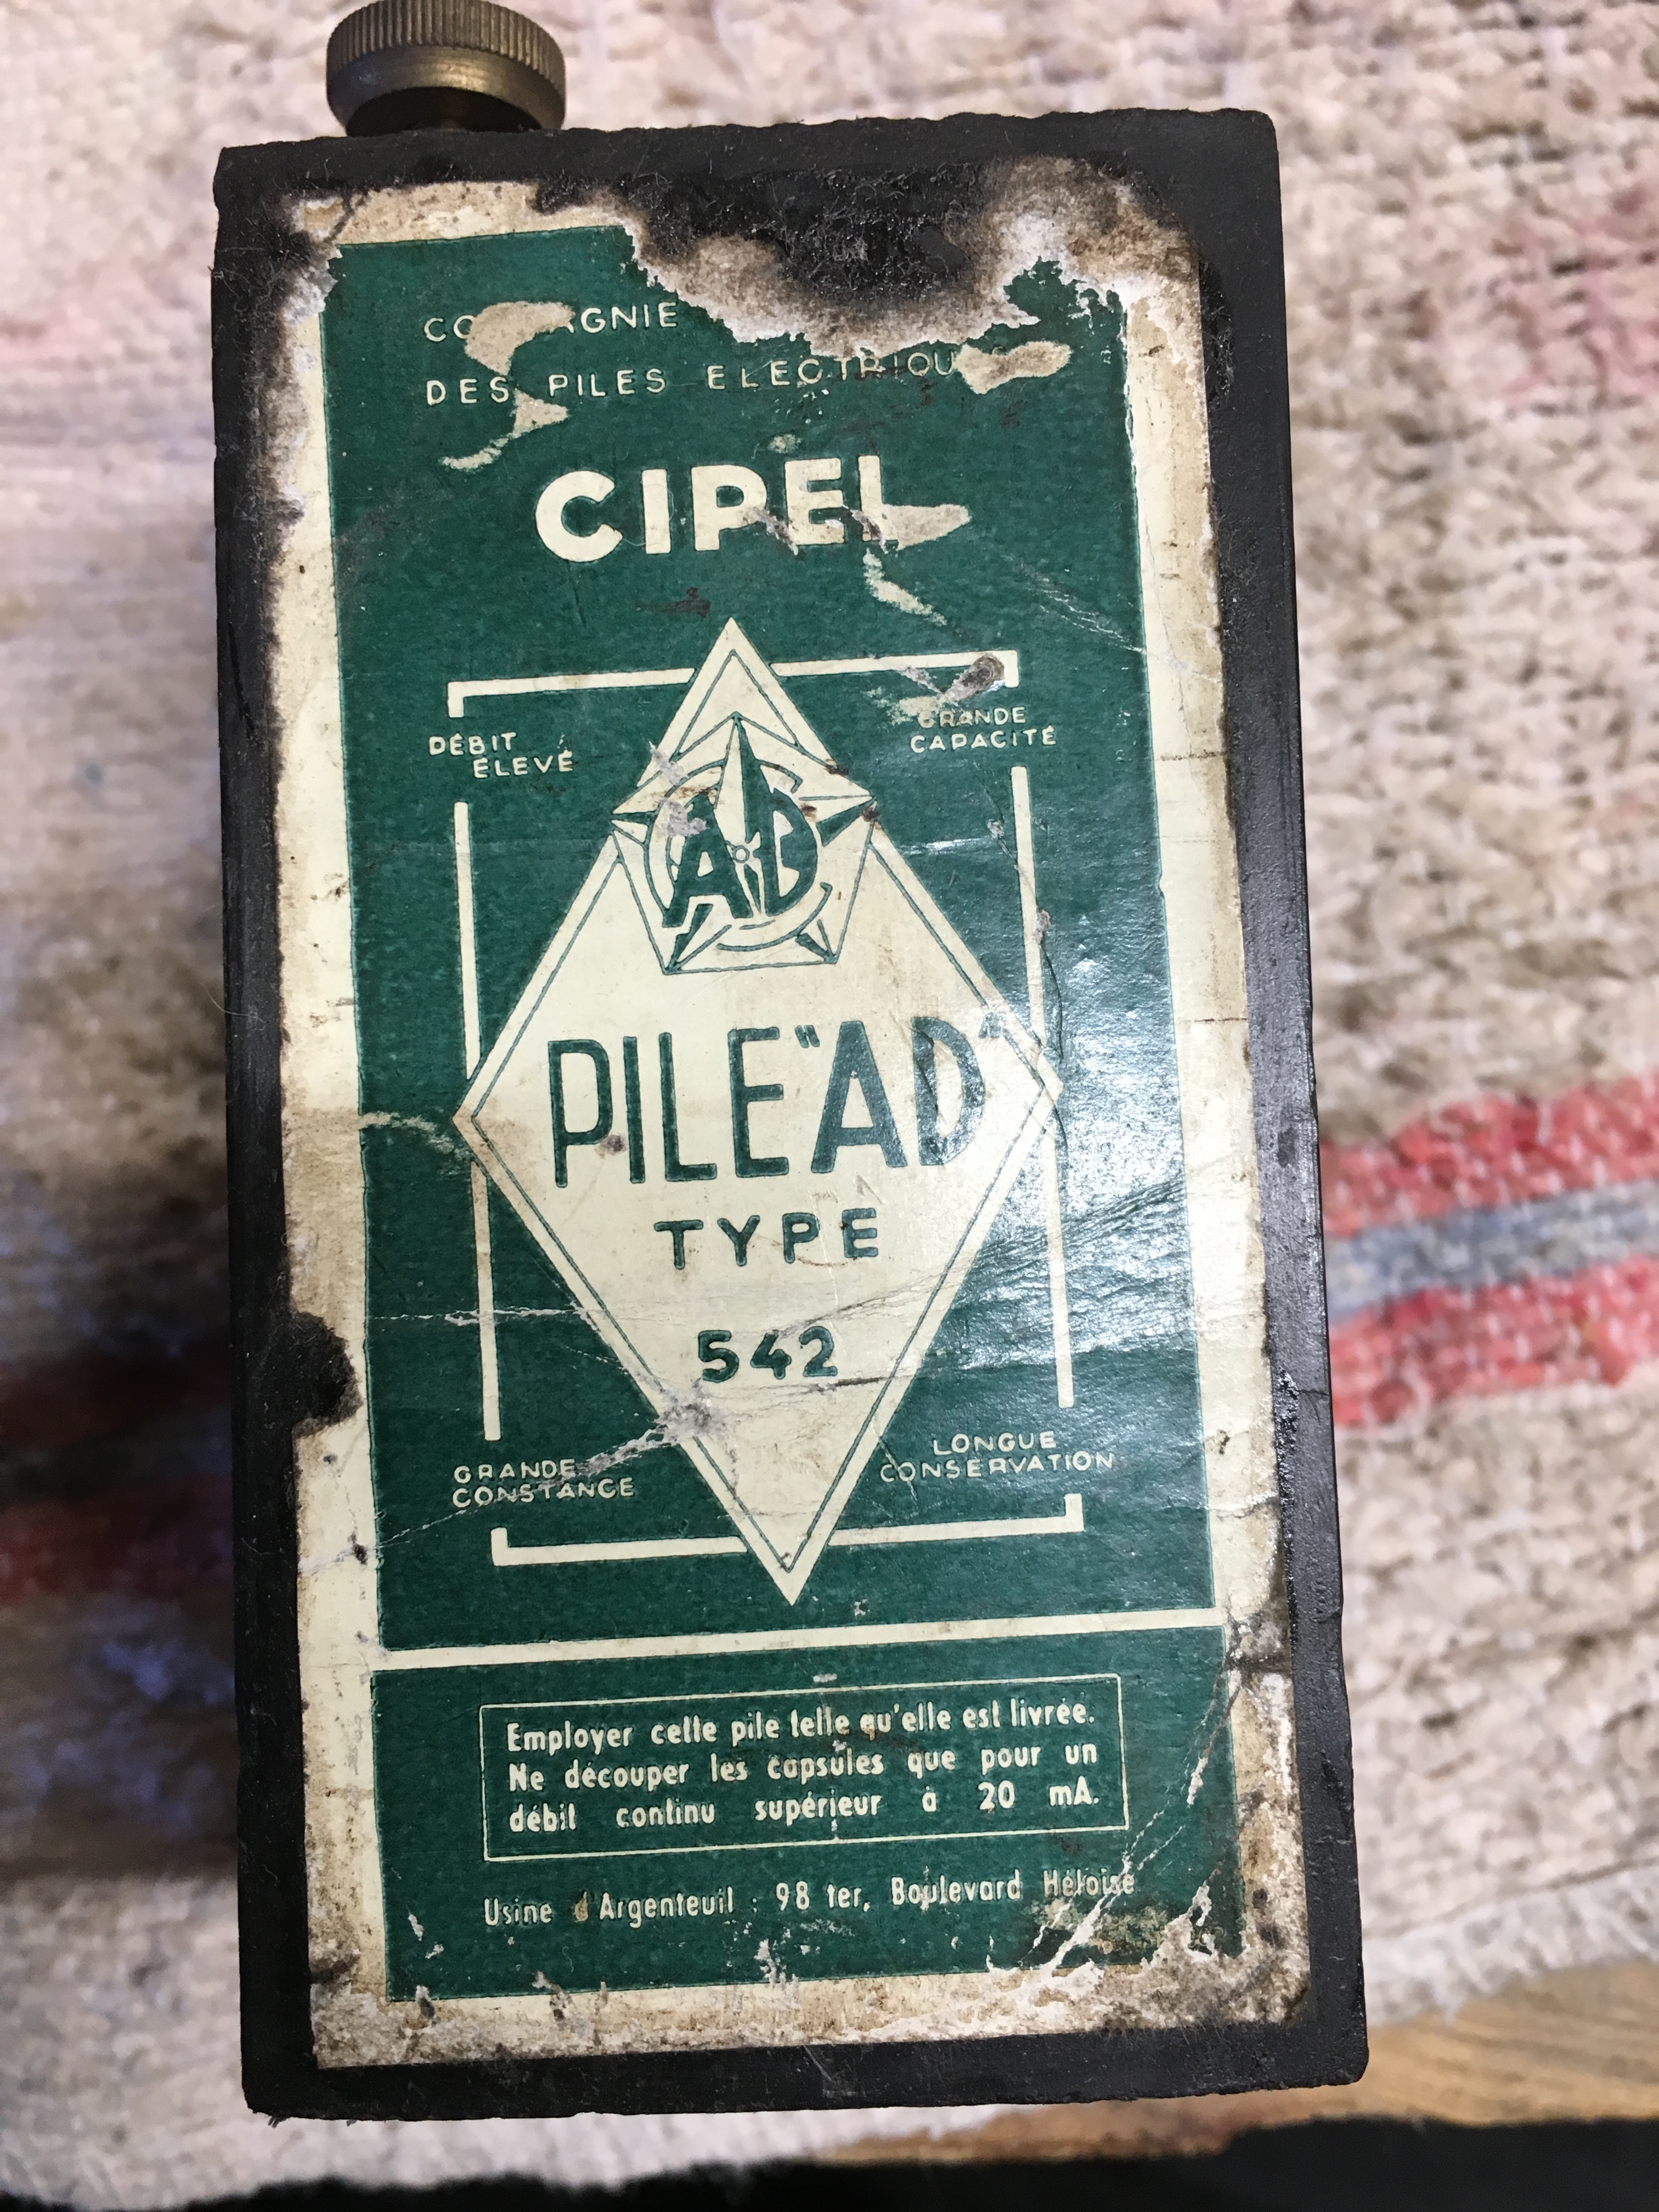 DES PILES
CIPEL
DÉBIT
ÉLEVÉ
GRANDE
CAPACITÉ
AD
PILE "AD"
TYPE
542
GRANDE
CONSTANCE
LONGUE
CONSERVATION
Employer cette pile telle qu'elle est livrée.
Ne découper les capsules que pour un
débit continu supérieur à 20 mA.
Usine d'Argenteuil : 98 ter, Boulevard Héloise